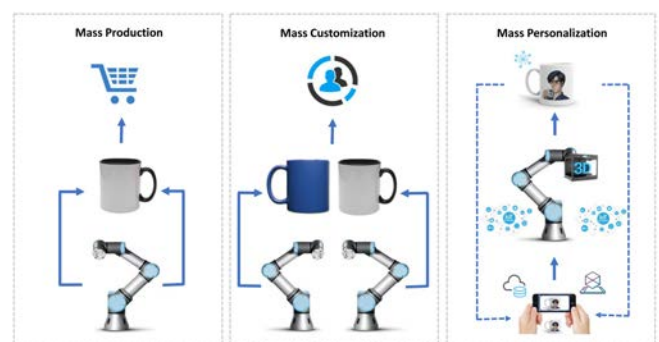 Mass Production
Mass Customization
Mass Personalization
3D